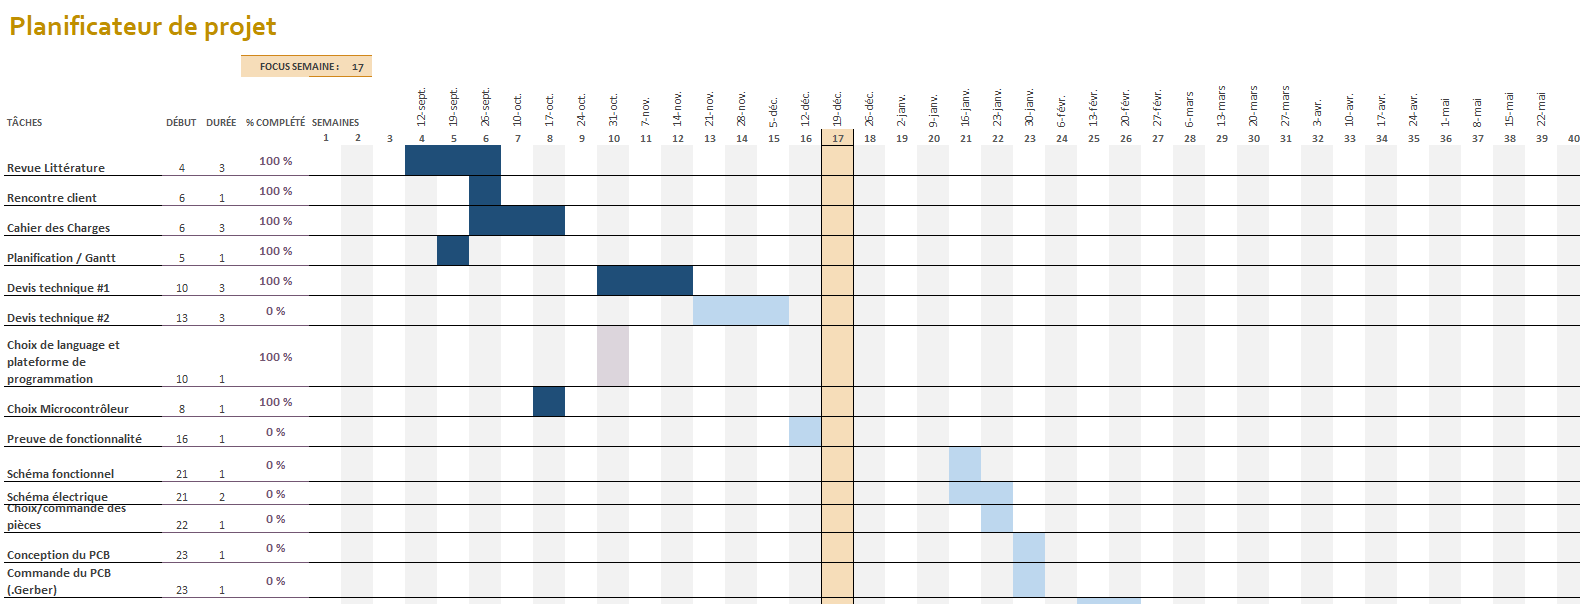 Planificateur de projet
FOCUS SEMAINE : 17
12-sept. 19-sept. 26-sept. 10-oct. 17-oct. 24-oct. 31-oct. 7-nov. 14-nov. 21-nov. 28-nov. 5-déc. 12-déc. 19-déc. 26-déc. 2-janv. 9-janv. 16-janv. 23-janv. 30-janv. 6-févr. 13-févr. 20-févr. 27-févr. 6-mars 13-mars 20-mars 27-mars 3-avr. 10-avr. 17-avr. 24-avr. 1-mai 8-mai 15-mai 22-mai
TÂCHES DÉBUT DURÉE % COMPLÉTÉ SEMAINES
1 2 3 4 5 6 7 8 9 10 11 12 13 14 15 16 17 18 19 20 21 22 23 24 25 26 27 28 29 30 31 32 33 34 35 36 37 38 39 40
Revue Littérature 4 3 100 %
Rencontre client 6 1 100 %
Cahier des Charges 6 3 100 %
Planification / Gantt 5 1 100 %
Devis technique #1 10 3 100 %
Devis technique #2 13 3 0 %
Choix de language et
plateforme de
programmation 10 1 100 %
Choix Microcontrôleur 8 1 100 %
Preuve de fonctionnalité 16 1 0 %
Schéma fonctionnel 21 1 0 %
Schéma électrique 21 2 0 %
Choix/commande des
pièces 22 1 0 %
Conception du PCB 23 1 0 %
Commande du PCB
(.Gerber) 23 1 0 %